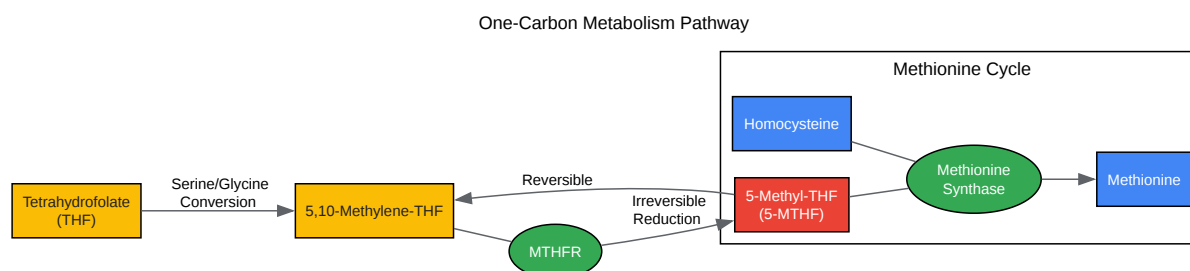 One-Carbon Metabolism Pathway
Methionine Cycle
Homocysteine
Methionine
Synthase
Methionine
Tetrahydrofolate
(THF)
Serine/Glycine
Conversion
5,10-Methylene-THF
Reversible
Irreversible
Reduction
5-Methyl-THF
(5-MTHF)
MTHFR